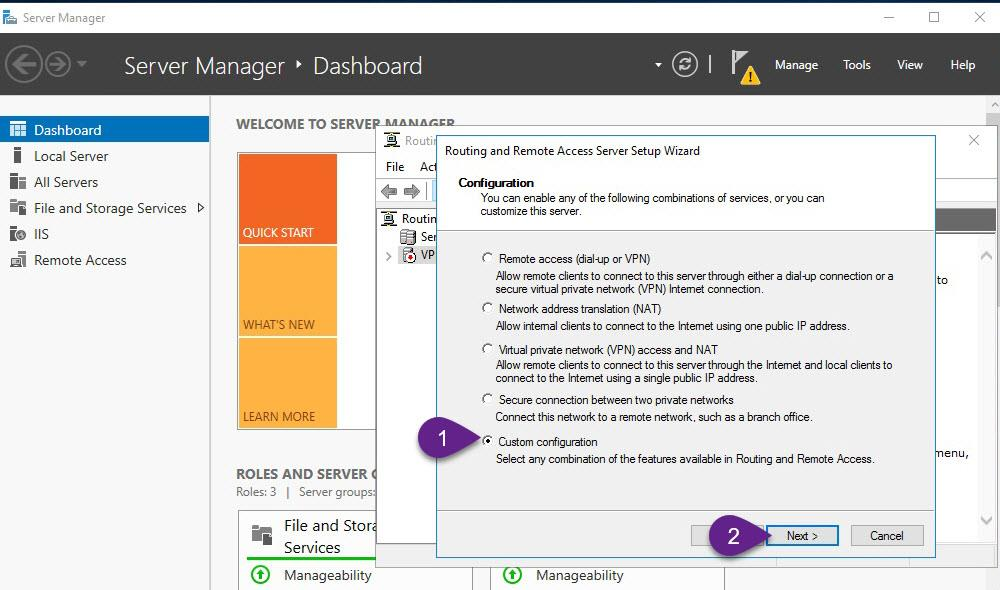 Server Manager
Server Manager ‣ Dashboard
Manage Tools View Help
Dashboard
Local Server
All Servers
File and Storage Services
IIS
Remote Access
WELCOME TO SERVER MANAGER
QUICK START
WHAT'S NEW
LEARN MORE
ROLES AND SERVER G
Roles: 3 | Server groups:
File and Stora
Services
Manageability
Manageability
Routin
File Act
Routin
Ser
VP
to
menu,
Routing and Remote Access Server Setup Wizard
Configuration
You can enable any of the following combinations of services, or you can
customize this server.
Remote access (dial-up or VPN)
Allow remote clients to connect to this server through either a dial-up connection or a
secure virtual private network (VPN) Internet connection.
Network address translation (NAT)
Allow internal clients to connect to the Internet using one public IP address.
Virtual private network (VPN) access and NAT
Allow remote clients to connect to this server through the Internet and local clients to
connect to the Internet using a single public IP address.
Secure connection between two private networks
Connect this network to a remote network, such as a branch office.
1
Custom configuration
Select any combination of the features available in Routing and Remote Access.
2
Next >
Cancel